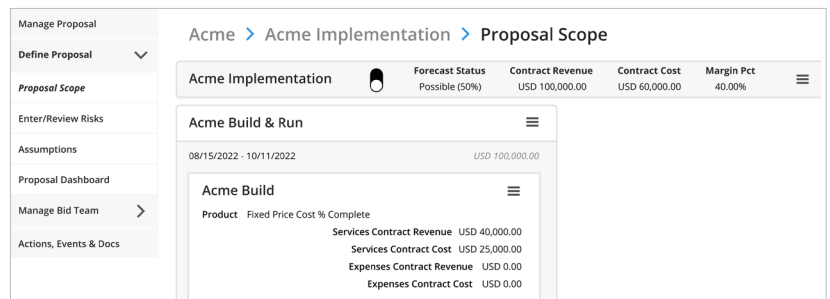 Manage Proposal
Define Proposal
Proposal Scope
Enter/Review Risks
Assumptions
Proposal Dashboard
Manage Bid Team
Actions, Events & Docs
Acme > Acme Implementation > Proposal Scope
Acme Implementation
Forecast Status
Possible (50%)
Contract Revenue
USD 100,000.00
Contract Cost
USD 60,000.00
Margin Pct
40.00%
Acme Build & Run
08/15/2022 - 10/11/2022 USD 100,000.00
Acme Build
Product Fixed Price Cost % Complete
Services Contract Revenue USD 40,000.00
Services Contract Cost USD 25,000.00
Expenses Contract Revenue USD 0.00
Expenses Contract Cost USD 0.00